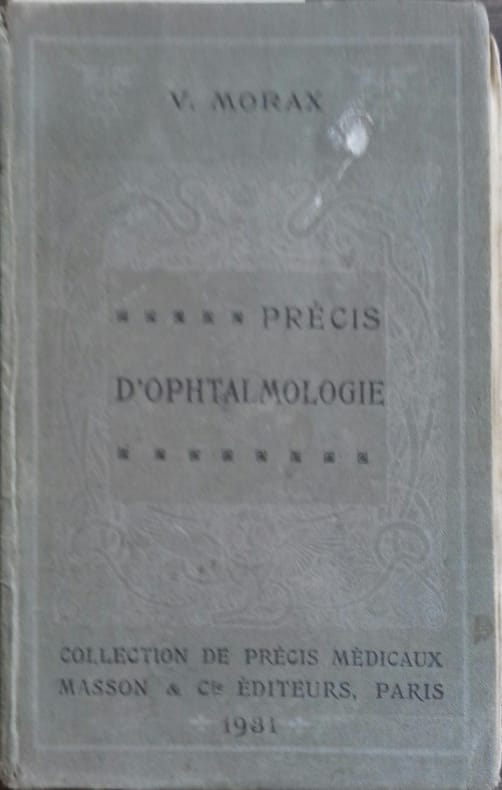 V. MORAX
PRÉCIS
D'OPHTALMOLOGIE
COLLECTION DE PRÉCIS MÉDICAUX
MASSON & Cie ÉDITEURS, PARIS
1931